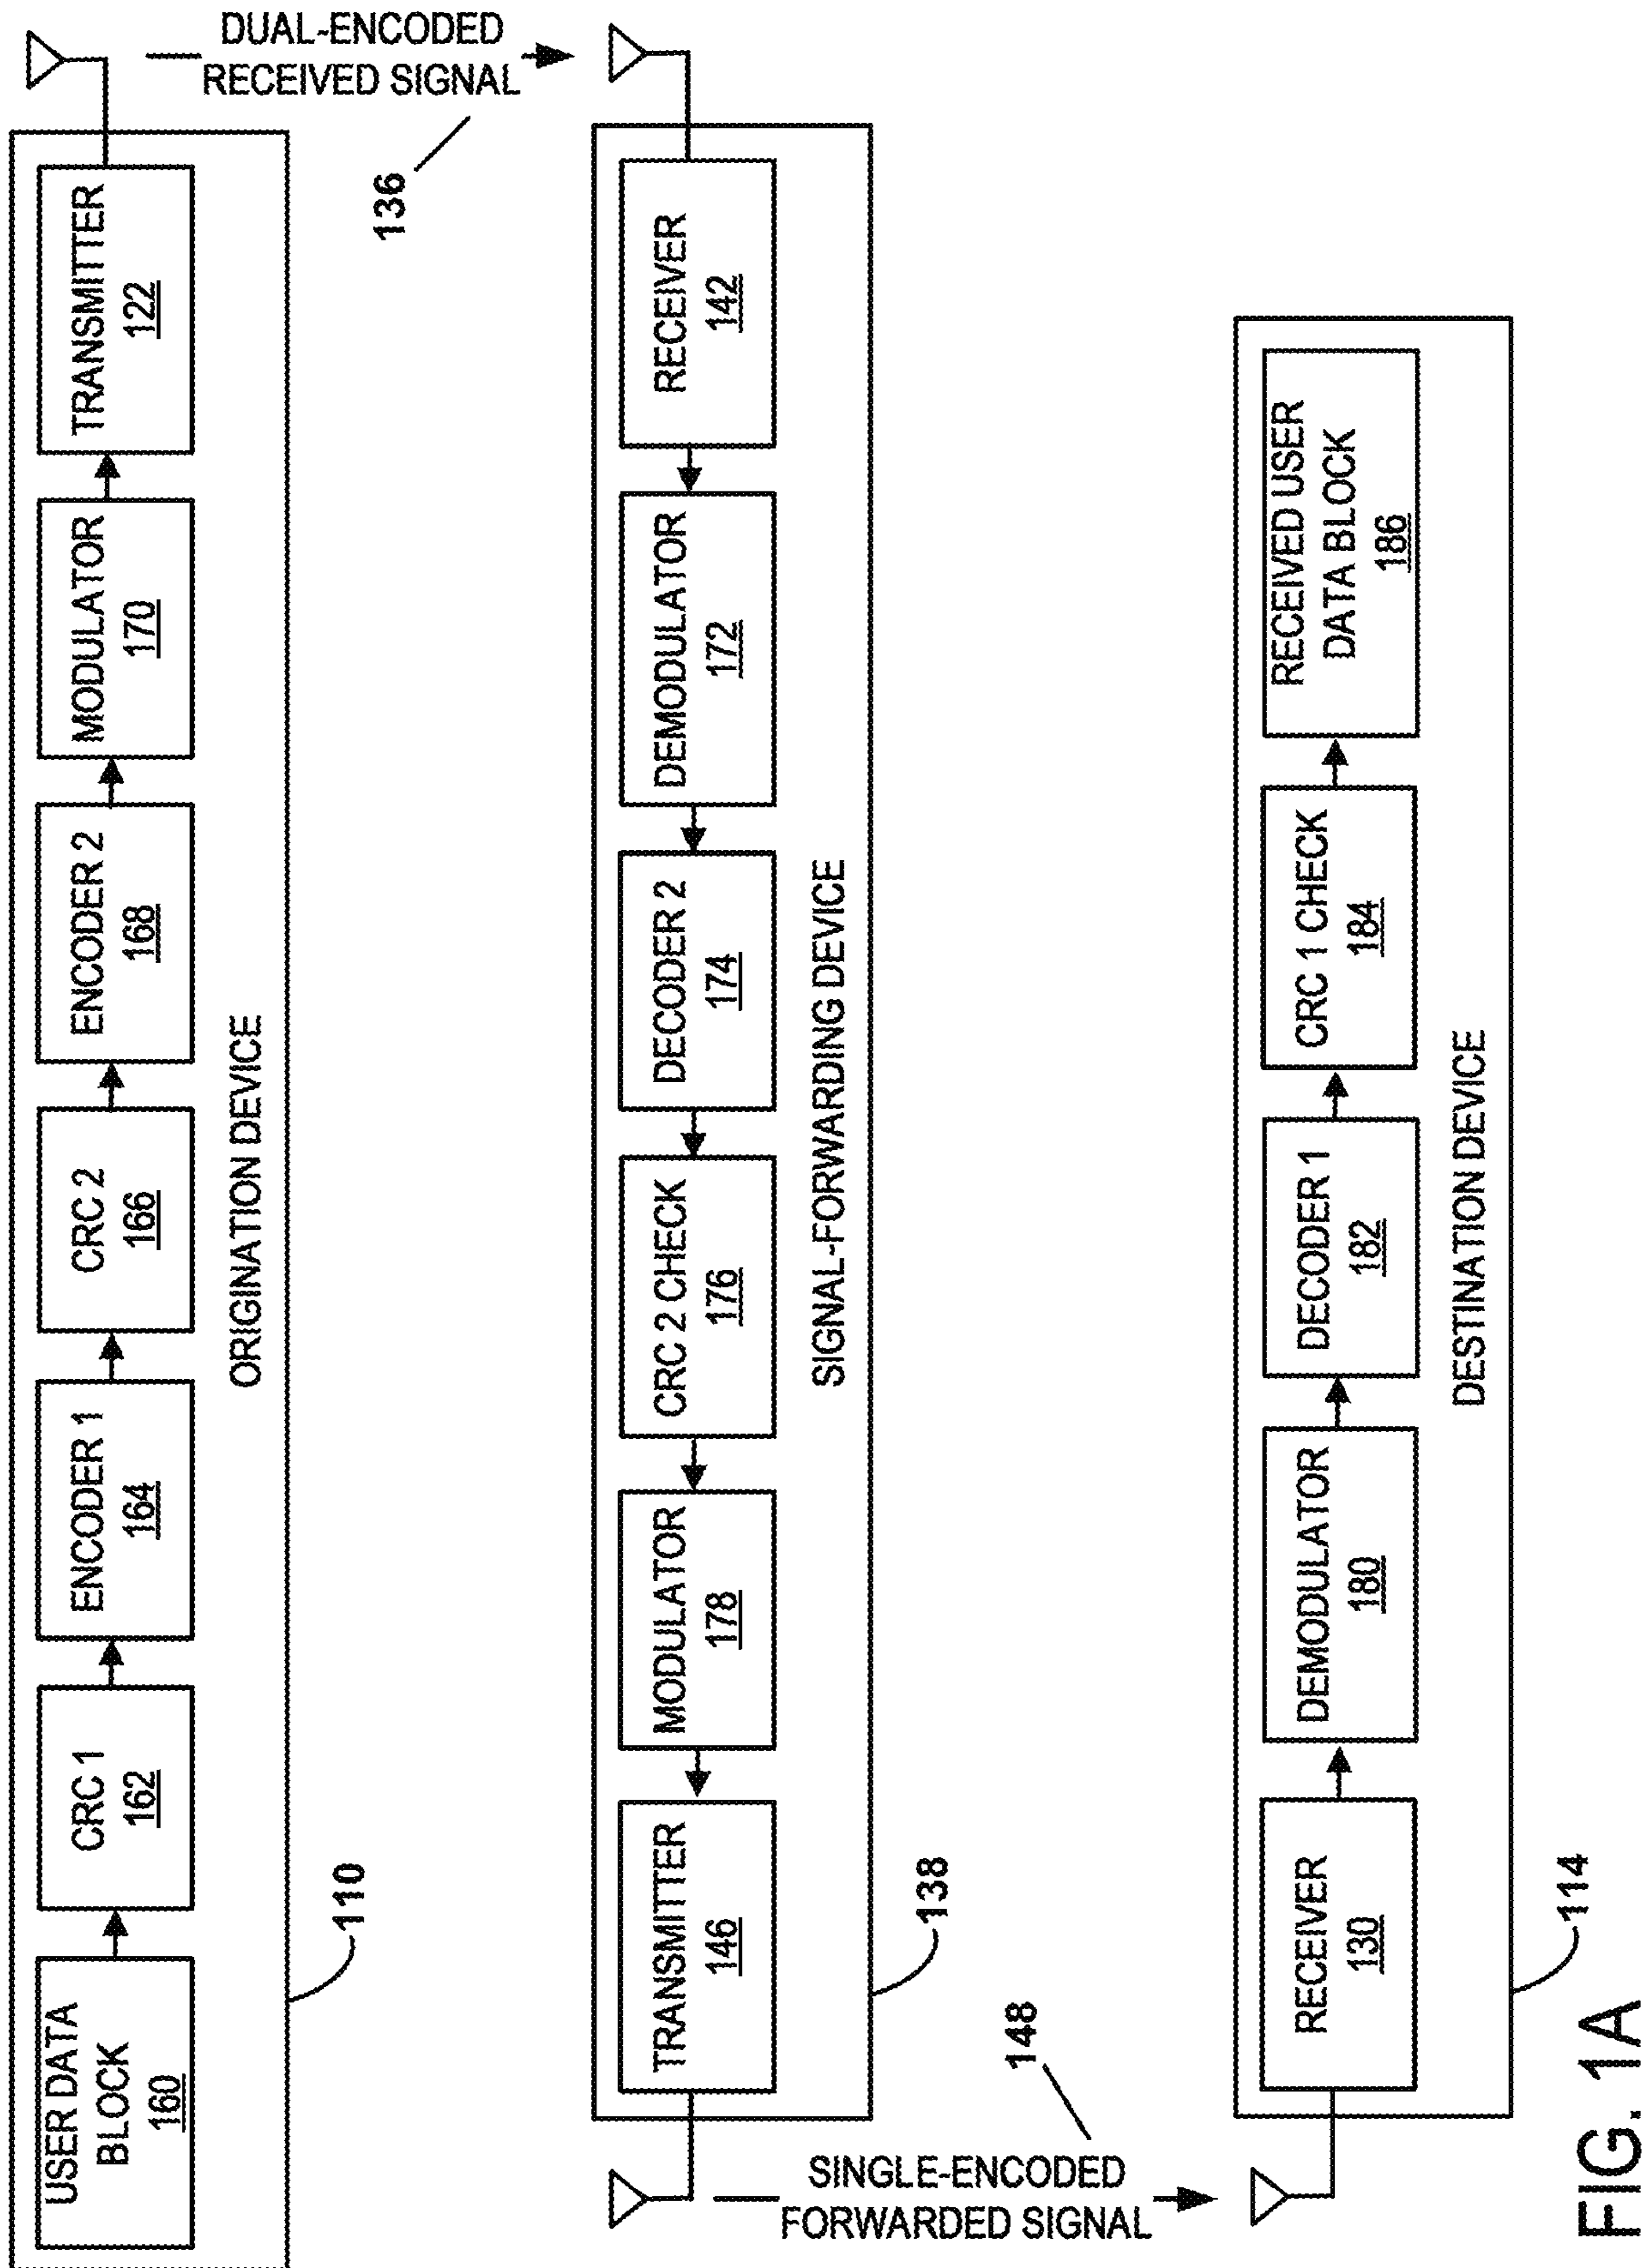 USER DATA
BLOCK
160
CRC 1
162
ENCODER 1
164
CRC 2
166
ENCODER 2
168
MODULATOR
170
TRANSMITTER
122
ORIGINATION DEVICE
110
DUAL-ENCODED
RECEIVED SIGNAL
136
TRANSMITTER
146
MODULATOR
178
CRC 2 CHECK
176
DECODER 2
174
DEMODULATOR
172
RECEIVER
142
SIGNAL-FORWARDING DEVICE
138
148
SINGLE-ENCODED
FORWARDED SIGNAL
RECEIVER
130
DEMODULATOR
180
DECODER 1
182
CRC 1 CHECK
184
RECEIVED USER
DATA BLOCK
186
DESTINATION DEVICE
114
FIG. 1A